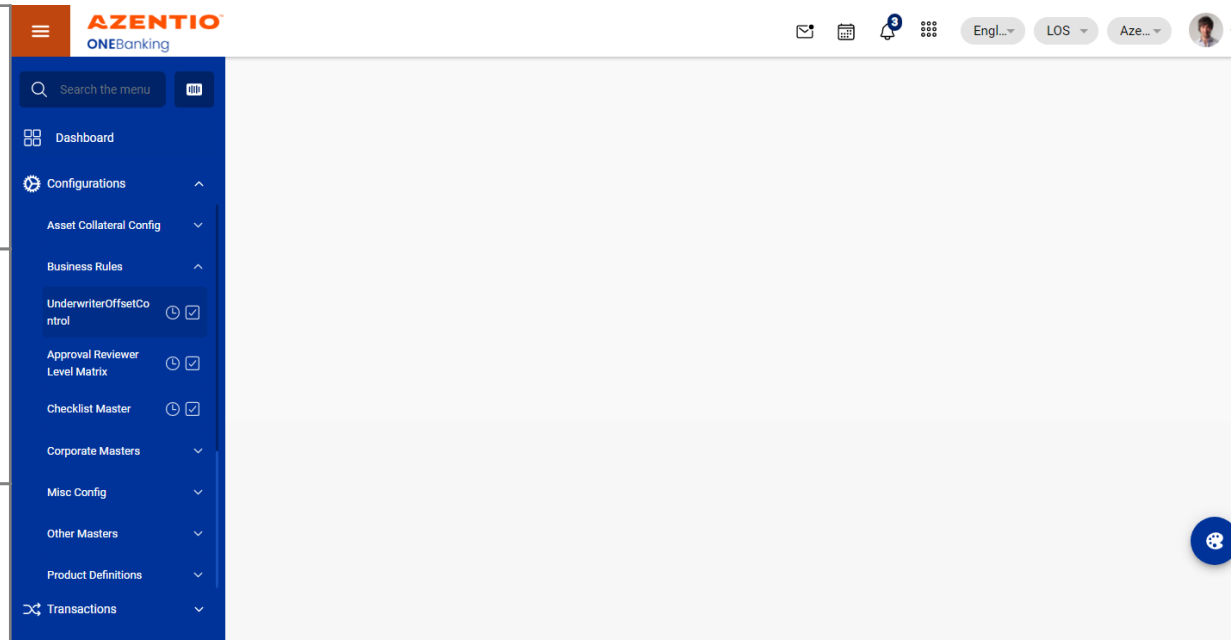 AZENTIO
ONEBanking
3
Engl...
LOS
Aze...
Search the menu
Dashboard
Configurations
Asset Collateral Config
Business Rules
UnderwriterOffsetCo
ntrol
Approval Reviewer
Level Matrix
Checklist Master
Corporate Masters
Misc Config
Other Masters
Product Definitions
Transactions